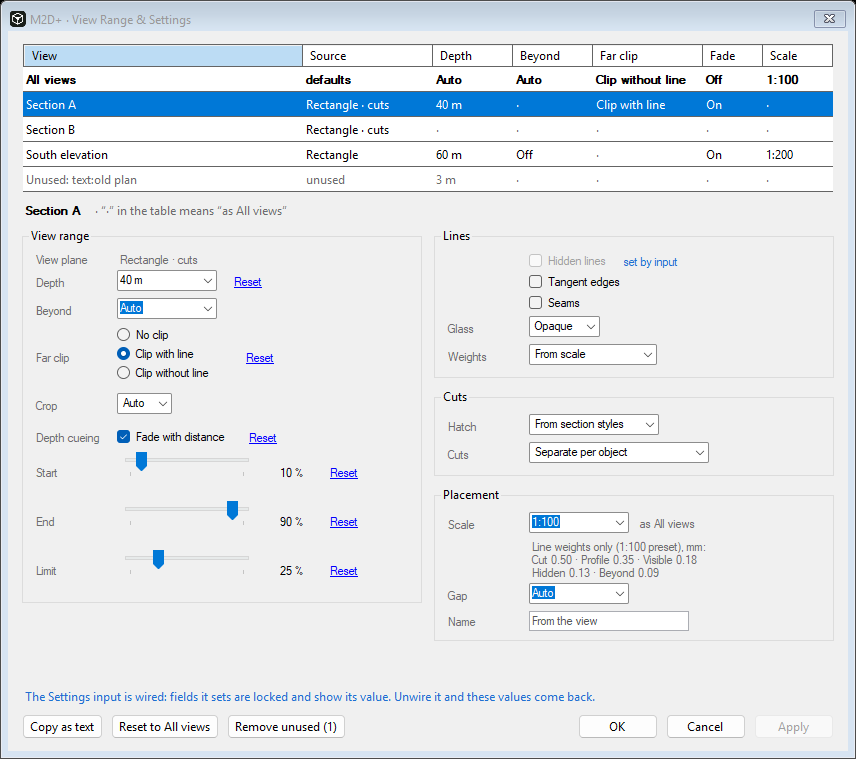 M2D+ · View Range & Settings
View Source Depth Beyond Far clip Fade Scale
All views defaults Auto Auto Clip without line Off 1:100
Section A Rectangle · cuts 40 m · Clip with line On ·
Section B Rectangle · cuts · · · · ·
South elevation Rectangle 60 m Off · On 1:200
Unused: text:old plan unused 3 m · · · ·
Section A · "·" in the table means "as All views"
View range
View plane Rectangle · cuts
Depth 40 m Reset
Beyond Auto
No clip
Far clip Clip with line Reset
Clip without line
Crop Auto
Depth cueing Fade with distance Reset
Start 10 % Reset
End 90 % Reset
Limit 25 % Reset
Lines
Hidden lines set by input
Tangent edges
Seams
Glass Opaque
Weights From scale
Cuts
Hatch From section styles
Cuts Separate per object
Placement
Scale 1:100 as All views
Line weights only (1:100 preset), mm:
Cut 0.50 · Profile 0.35 · Visible 0.18
Hidden 0.13 · Beyond 0.09
Gap Auto
Name From the view
The Settings input is wired: fields it sets are locked and show its value. Unwire it and these values come back.
Copy as text Reset to All views Remove unused (1) OK Cancel Apply